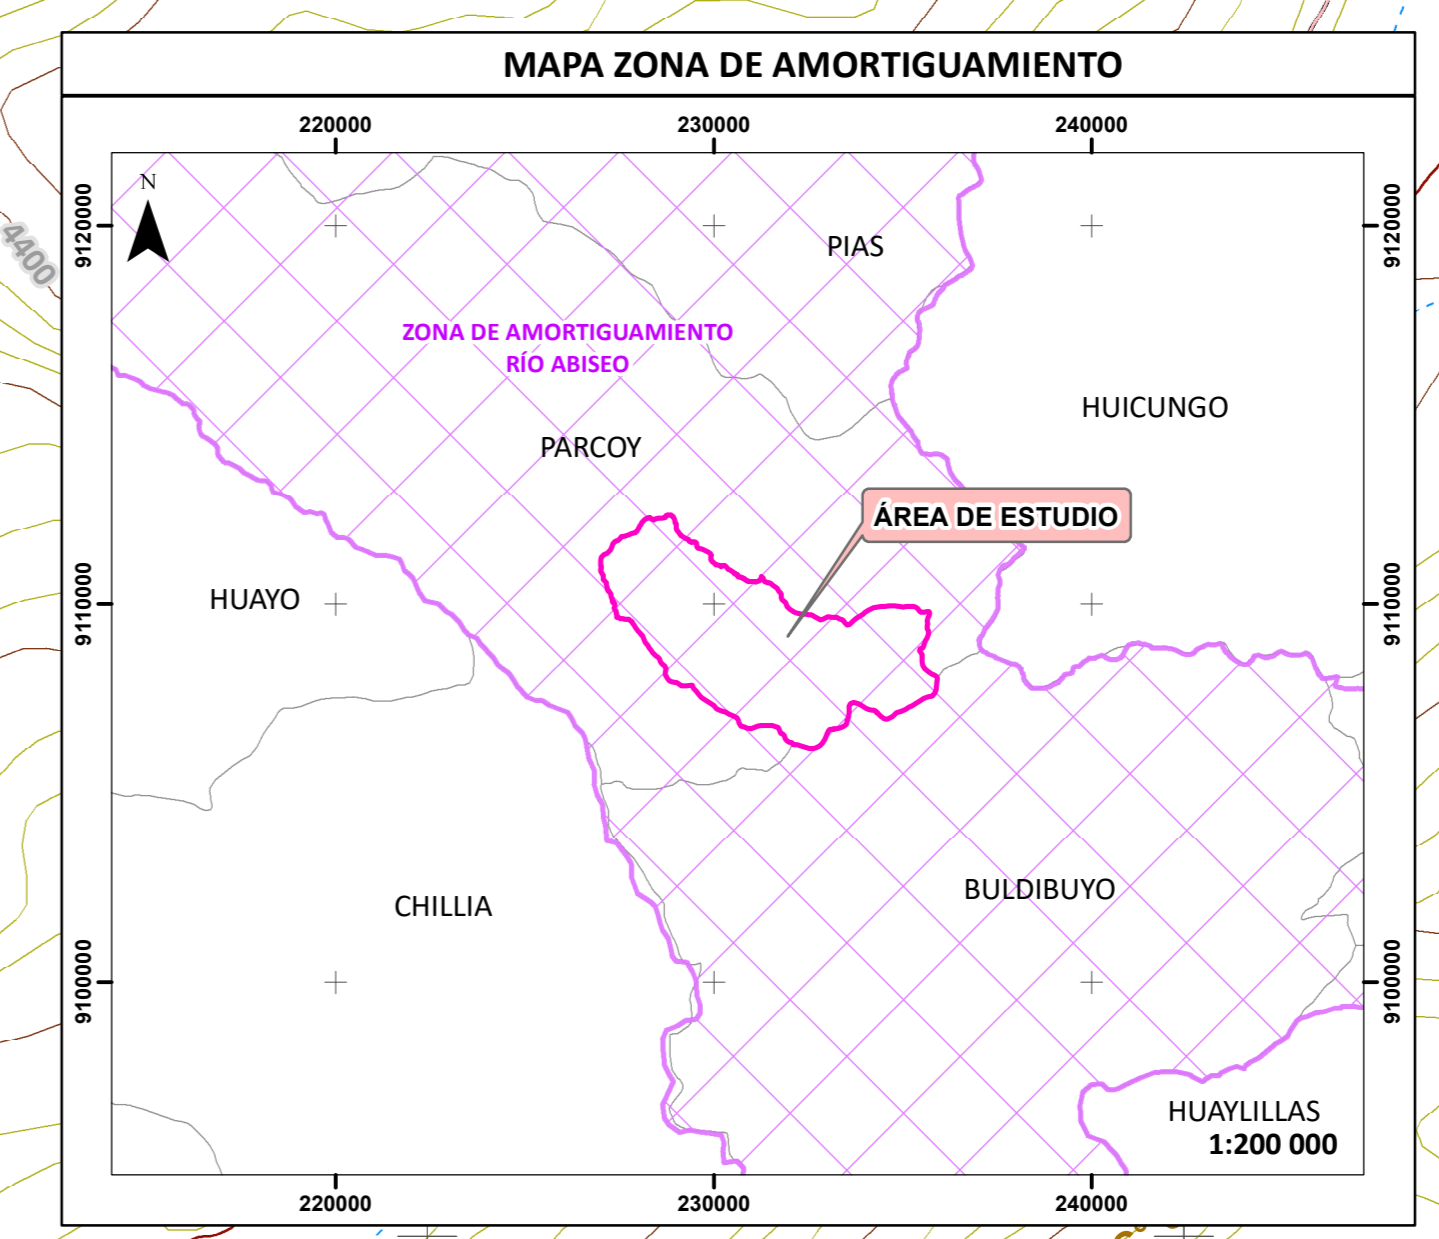 MAPA ZONA DE AMORTIGUAMIENTO
220000
230000
240000
N
9120000
9120000
4400
PIAS
ZONA DE AMORTIGUAMIENTO
RÍO ABISEO
HUICUNGO
PARCOY
ÁREA DE ESTUDIO
9110000
9110000
HUAYO
BULDIBUYO
CHILLIA
9100000
9100000
HUAYLILLAS
1:200 000
220000
230000
240000